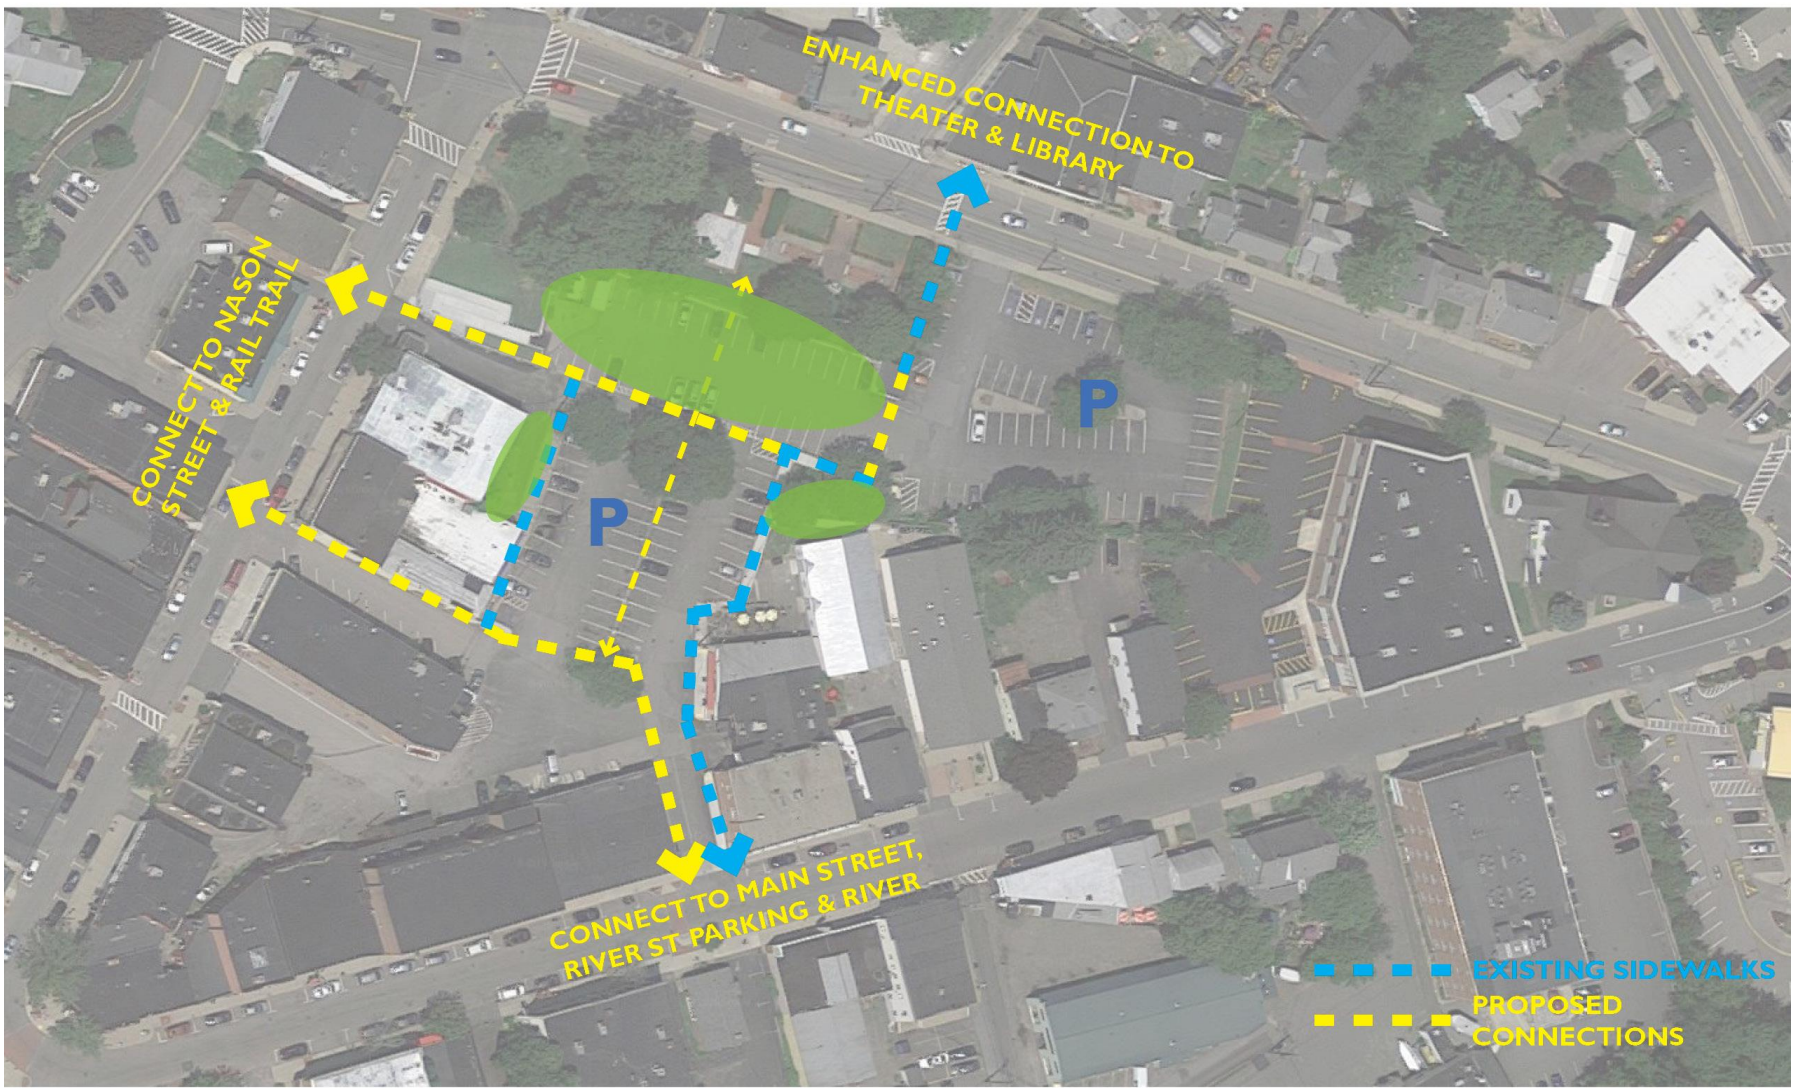 ENHANCED CONNECTION TO
THEATER & LIBRARY
CONNECT TO NASON
STREET & RAIL TRAIL
P
P
CONNECT TO MAIN STREET,
RIVER ST PARKING & RIVER
EXISTING SIDEWALKS
PROPOSED
CONNECTIONS